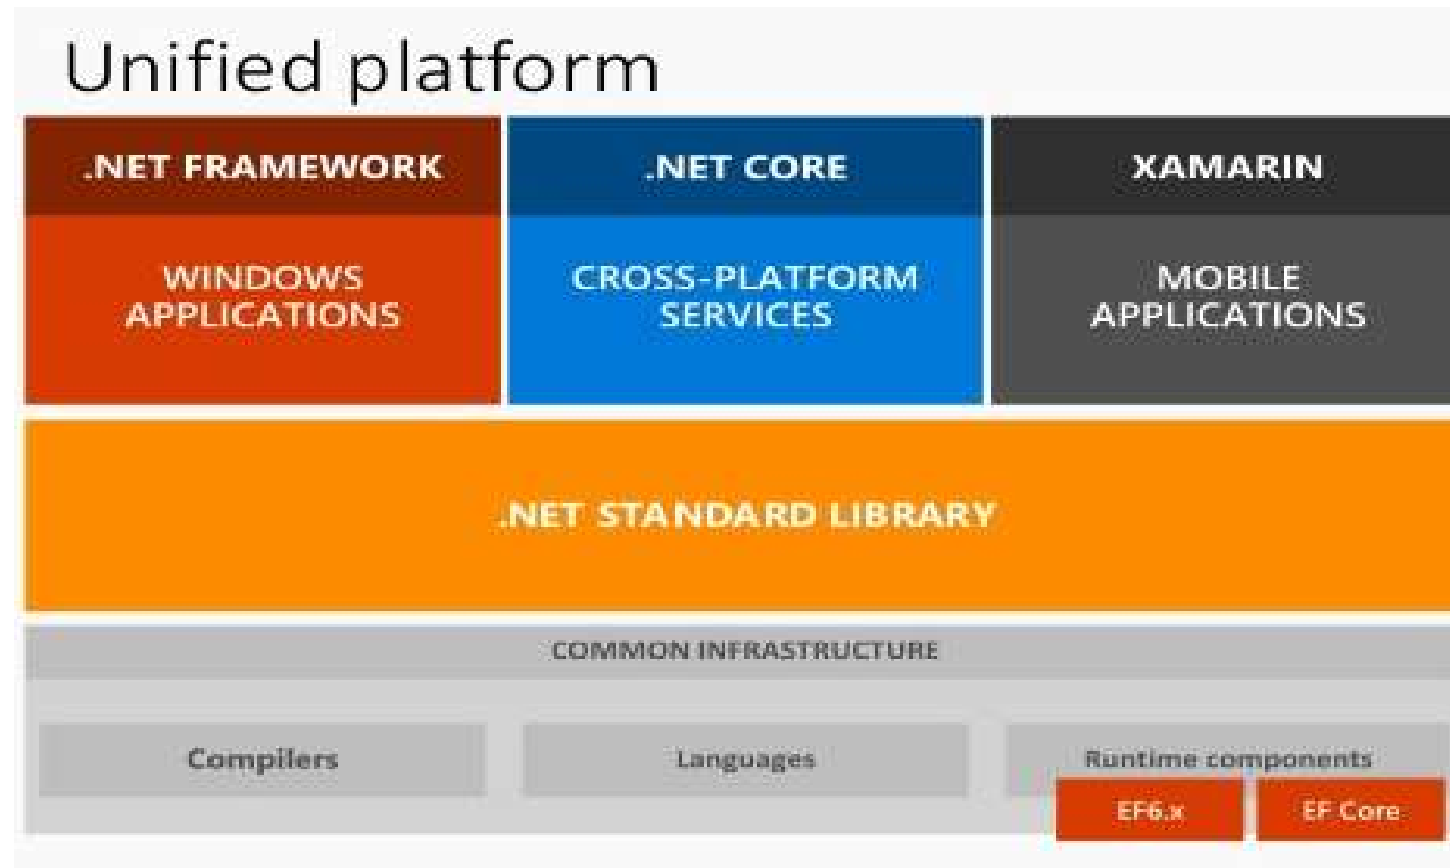 Unified platform
.NET FRAMEWORK
.NET CORE
XAMARIN
WINDOWS
APPLICATIONS
CROSS-PLATFORM
SERVICES
MOBILE
APPLICATIONS
.NET STANDARD LIBRARY
COMMON INFRASTRUCTURE
Compilers
Languages
Runtime components
EF6.x
EF Core